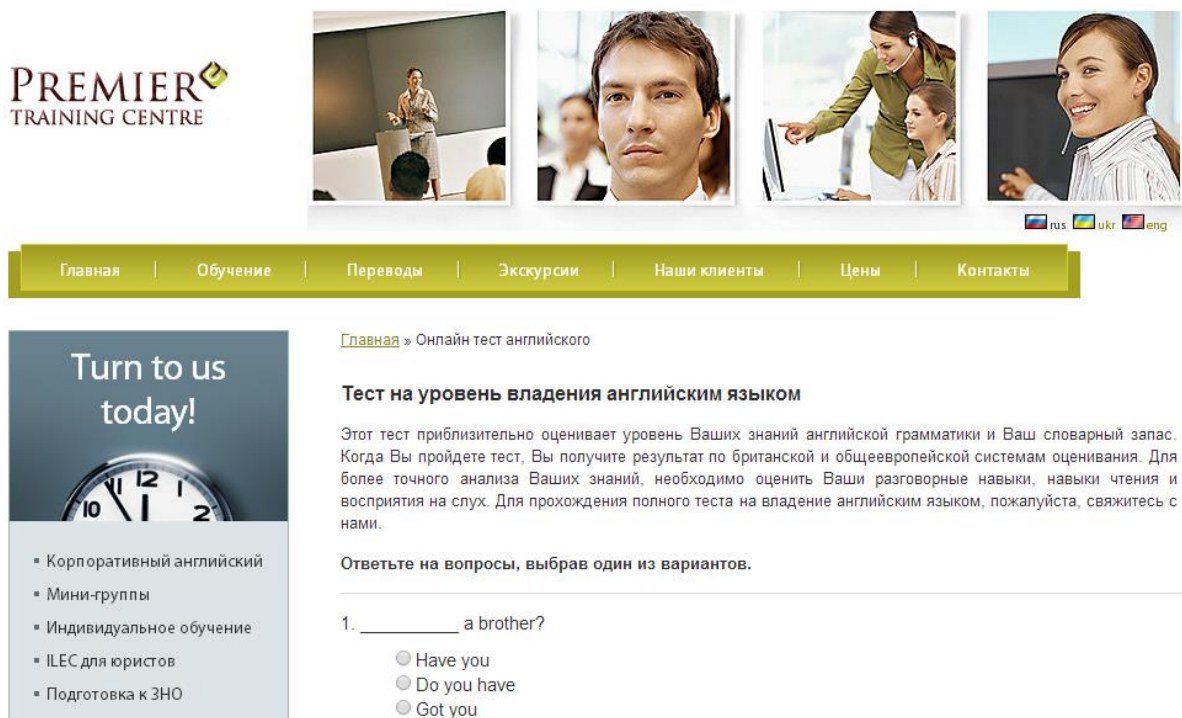 PREMIER
TRAINING CENTRE
rus ukr eng
Главная | Обучение | Переводы | Экскурсии | Наши клиенты | Цены | Контакты
Turn to us
today!
12 1
10 2
▪ Корпоративный английский
▪ Мини-группы
▪ Индивидуальное обучение
▪ ILEC для юристов
▪ Подготовка к ЗНО
Главная » Онлайн тест английского
Тест на уровень владения английским языком
Этот тест приблизительно оценивает уровень Ваших знаний английской грамматики и Ваш словарный запас.
Когда Вы пройдете тест, Вы получите результат по британской и общеевропейской системам оценивания. Для
более точного анализа Ваших знаний, необходимо оценить Ваши разговорные навыки, навыки чтения и
восприятия на слух. Для прохождения полного теста на владение английским языком, пожалуйста, свяжитесь с
нами.
Ответьте на вопросы, выбрав один из вариантов.
1. ___________ a brother?
Have you
Do you have
Got you